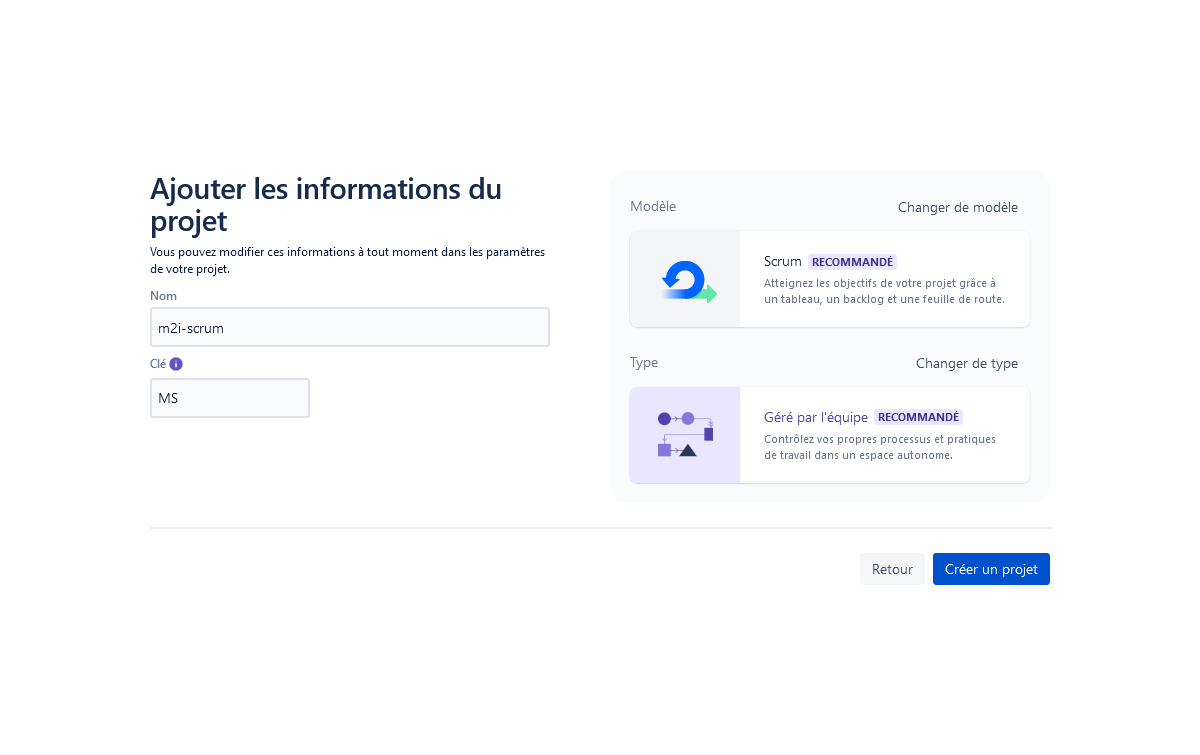 Ajouter les informations du
projet
Vous pouvez modifier ces informations à tout moment dans les paramètres
de votre projet.
Nom
m2i-scrum
Clé
MS
Modèle
Changer de modèle
Scrum RECOMMANDÉ
Atteignez les objectifs de votre projet grâce à
un tableau, un backlog et une feuille de route.
Type
Changer de type
Géré par l'équipe RECOMMANDÉ
Contrôlez vos propres processus et pratiques
de travail dans un espace autonome.
Retour
Créer un projet